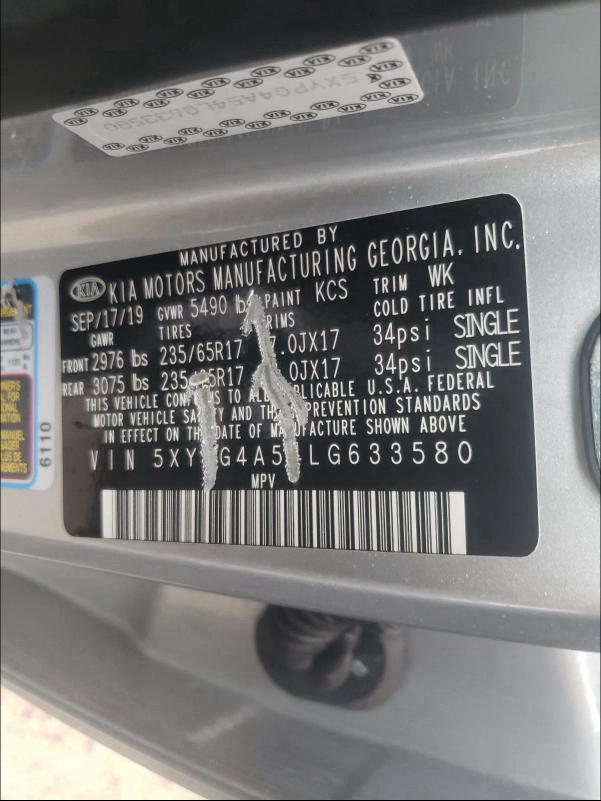 5XYPG4A54LG633580
MANUFACTURED BY
KIA KIA MOTORS MANUFACTURING GEORGIA, INC.
SEP/17/19 GVWR 5490 lbs PAINT KCS TRIM WK
GAWR TIRES RIMS COLD TIRE INFL
FRONT 2976 lbs 235/65R17 7.0JX17 34psi SINGLE
REAR 3075 lbs 235/65R17 7.0JX17 34psi SINGLE
THIS VEHICLE CONFORMS TO ALL APPLICABLE U.S.A. FEDERAL
MOTOR VEHICLE SAFETY AND THEFT PREVENTION STANDARDS
IN EFFECT ON THE DATE OF MANUFACTURE SHOWN ABOVE
VIN 5XYPG4A54LG633580
MPV
6110